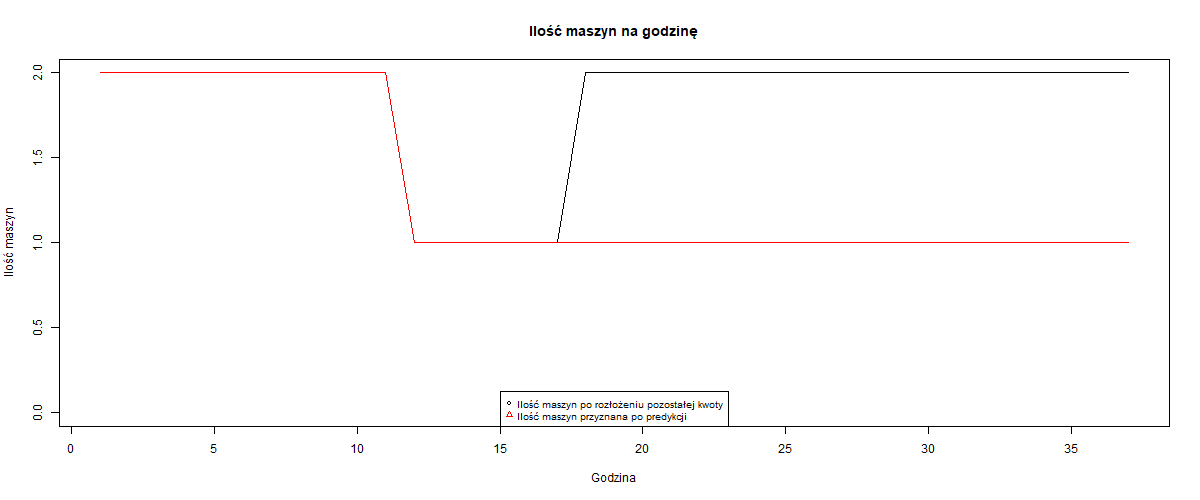 Ilość maszyn na godzinę
Ilość maszyn
2.0
1.5
1.0
0.5
0.0
Ilość maszyn po rozłożeniu pozostałej kwoty
Ilość maszyn przyznana po predykcji
0 5 10 15 20 25 30 35
Godzina